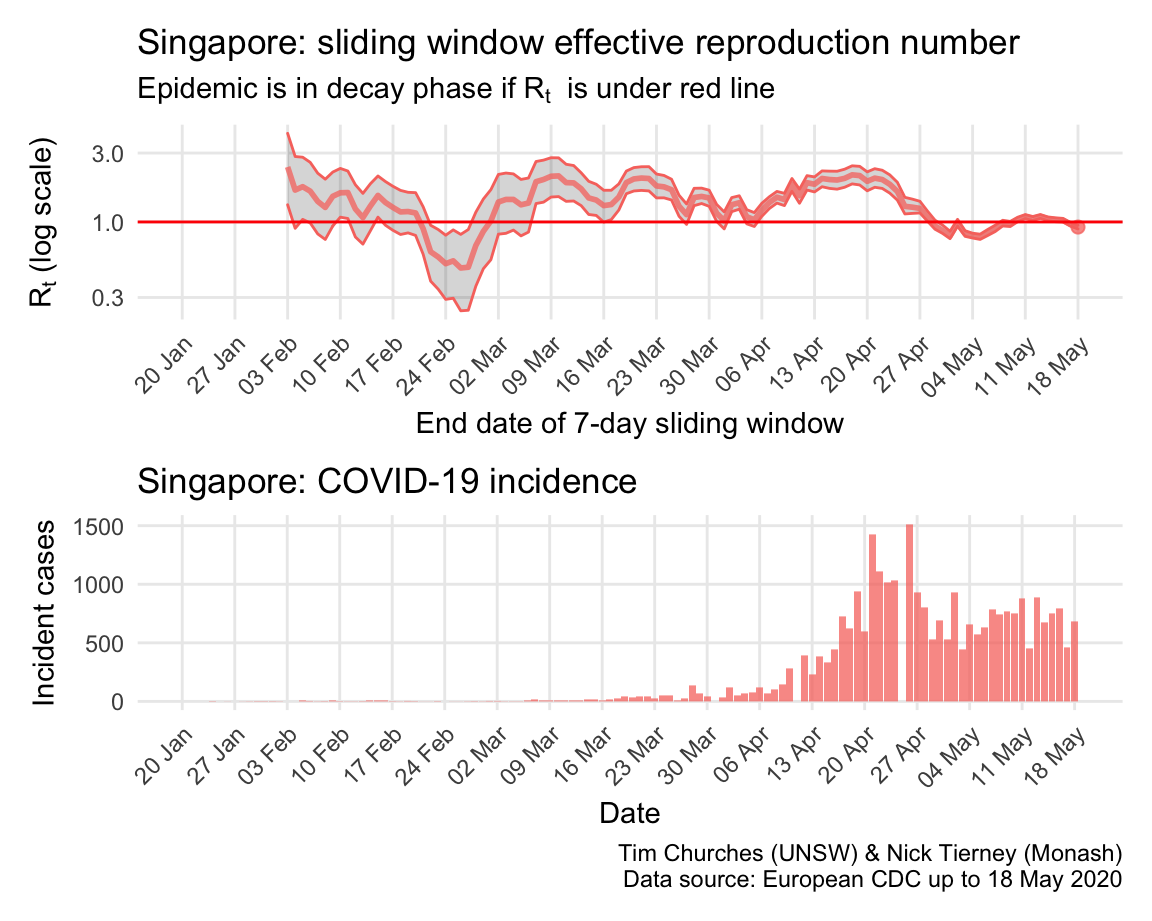 Singapore: sliding window effective reproduction number
Epidemic is in decay phase if Rt is under red line
Rt (log scale)
3.0
1.0
0.3
20 Jan
27 Jan
03 Feb
10 Feb
17 Feb
24 Feb
02 Mar
09 Mar
16 Mar
23 Mar
30 Mar
06 Apr
13 Apr
20 Apr
27 Apr
04 May
11 May
18 May
End date of 7-day sliding window
Singapore: COVID-19 incidence
Incident cases
1500
1000
500
0
20 Jan
27 Jan
03 Feb
10 Feb
17 Feb
24 Feb
02 Mar
09 Mar
16 Mar
23 Mar
30 Mar
06 Apr
13 Apr
20 Apr
27 Apr
04 May
11 May
18 May
Date
Tim Churches (UNSW) & Nick Tierney (Monash)
Data source: European CDC up to 18 May 2020